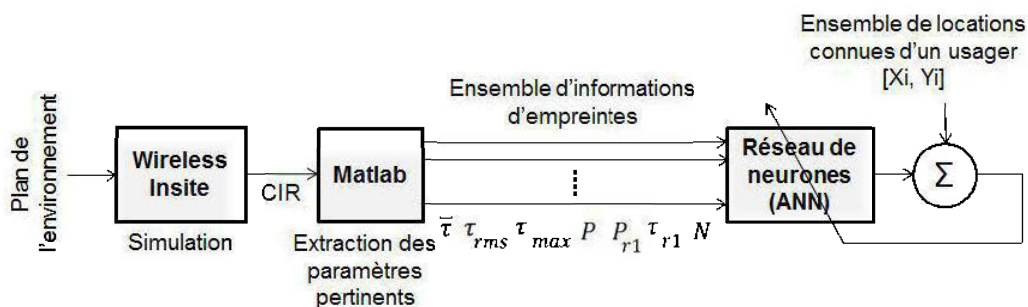 Plan de
l'environnement
Wireless
Insite
Simulation
CIR
Matlab
Extraction des
paramètres
pertinents
Ensemble d'informations
d'empreintes
τ̄ τrms τmax P Pr1 τr1 N
Réseau de
neurones
(ANN)
Ensemble de locations
connues d'un usager
[Xi, Yi]
Σ